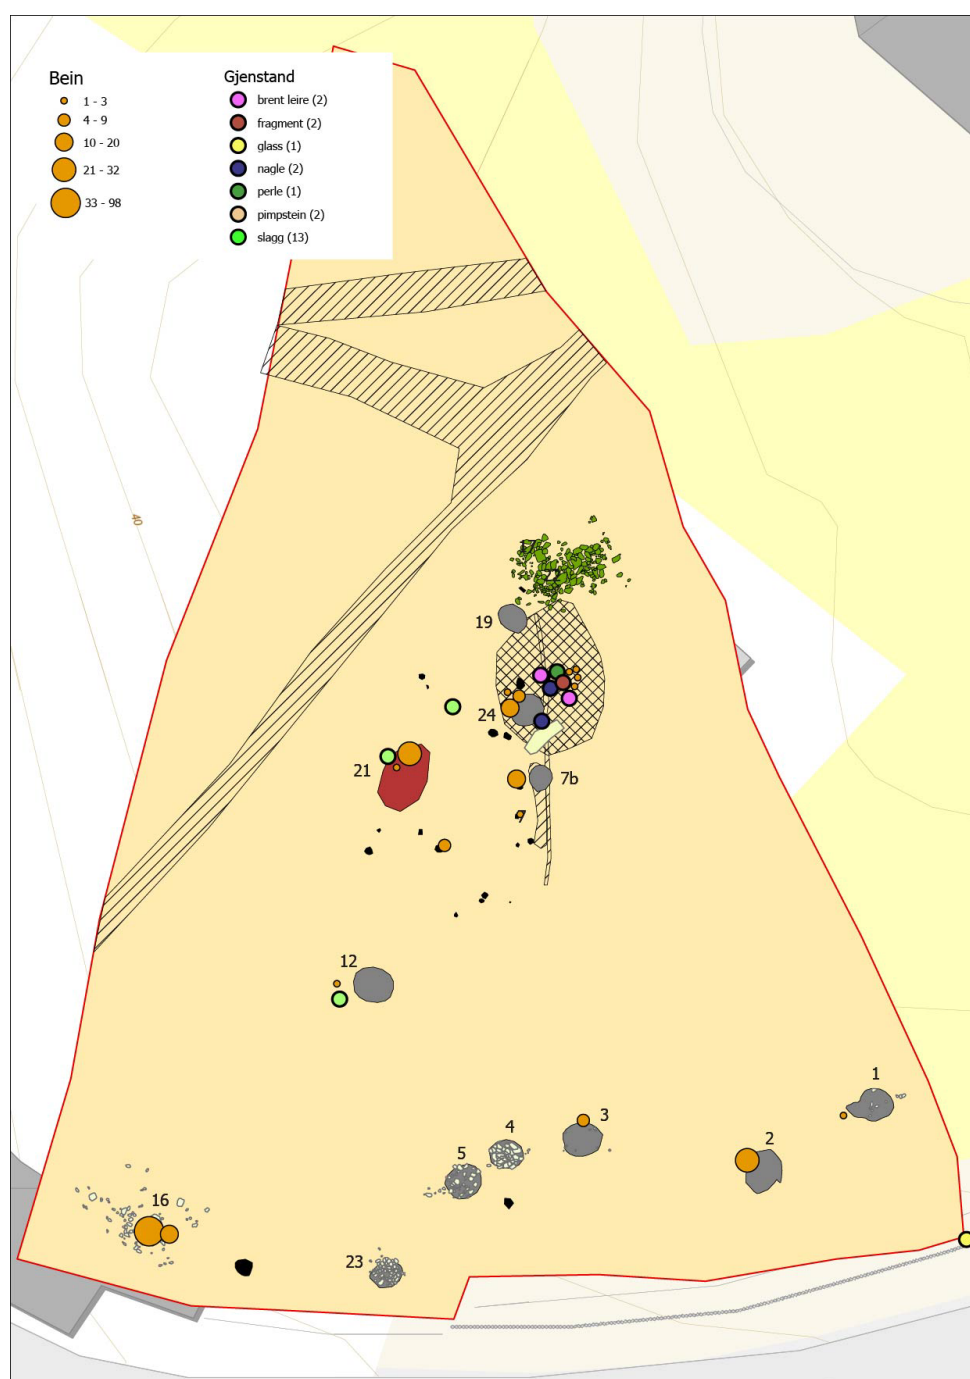 Bein
1 - 3
4 - 9
10 - 20
21 - 32
33 - 98
Gjenstand
brent leire (2)
fragment (2)
glass (1)
nagle (2)
perle (1)
pimpstein (2)
slagg (13)
40
17
22
19
24
21
7b
7
12
1
3
4
2
5
16
23